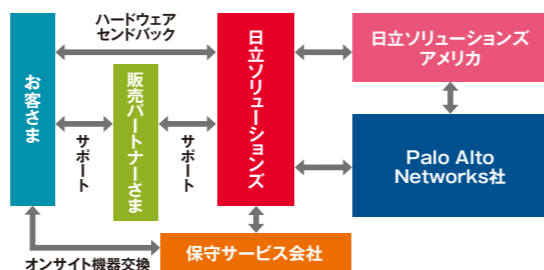 ハードウェア
センドバック
お客さま
サポート
販売パートナーさま
サポート
日立ソリューションズ
日立ソリューションズ
アメリカ
Palo Alto
Networks社
保守サービス会社
オンサイト機器交換